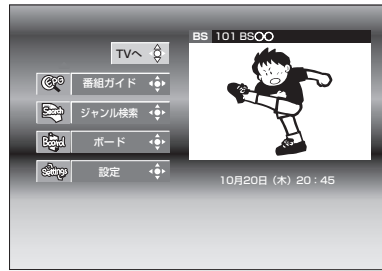 BS 101 BS○○
TVへ
EPG 番組ガイド
Search ジャンル検索
Board ボード
Settings 設定
10月20日（木）20：45